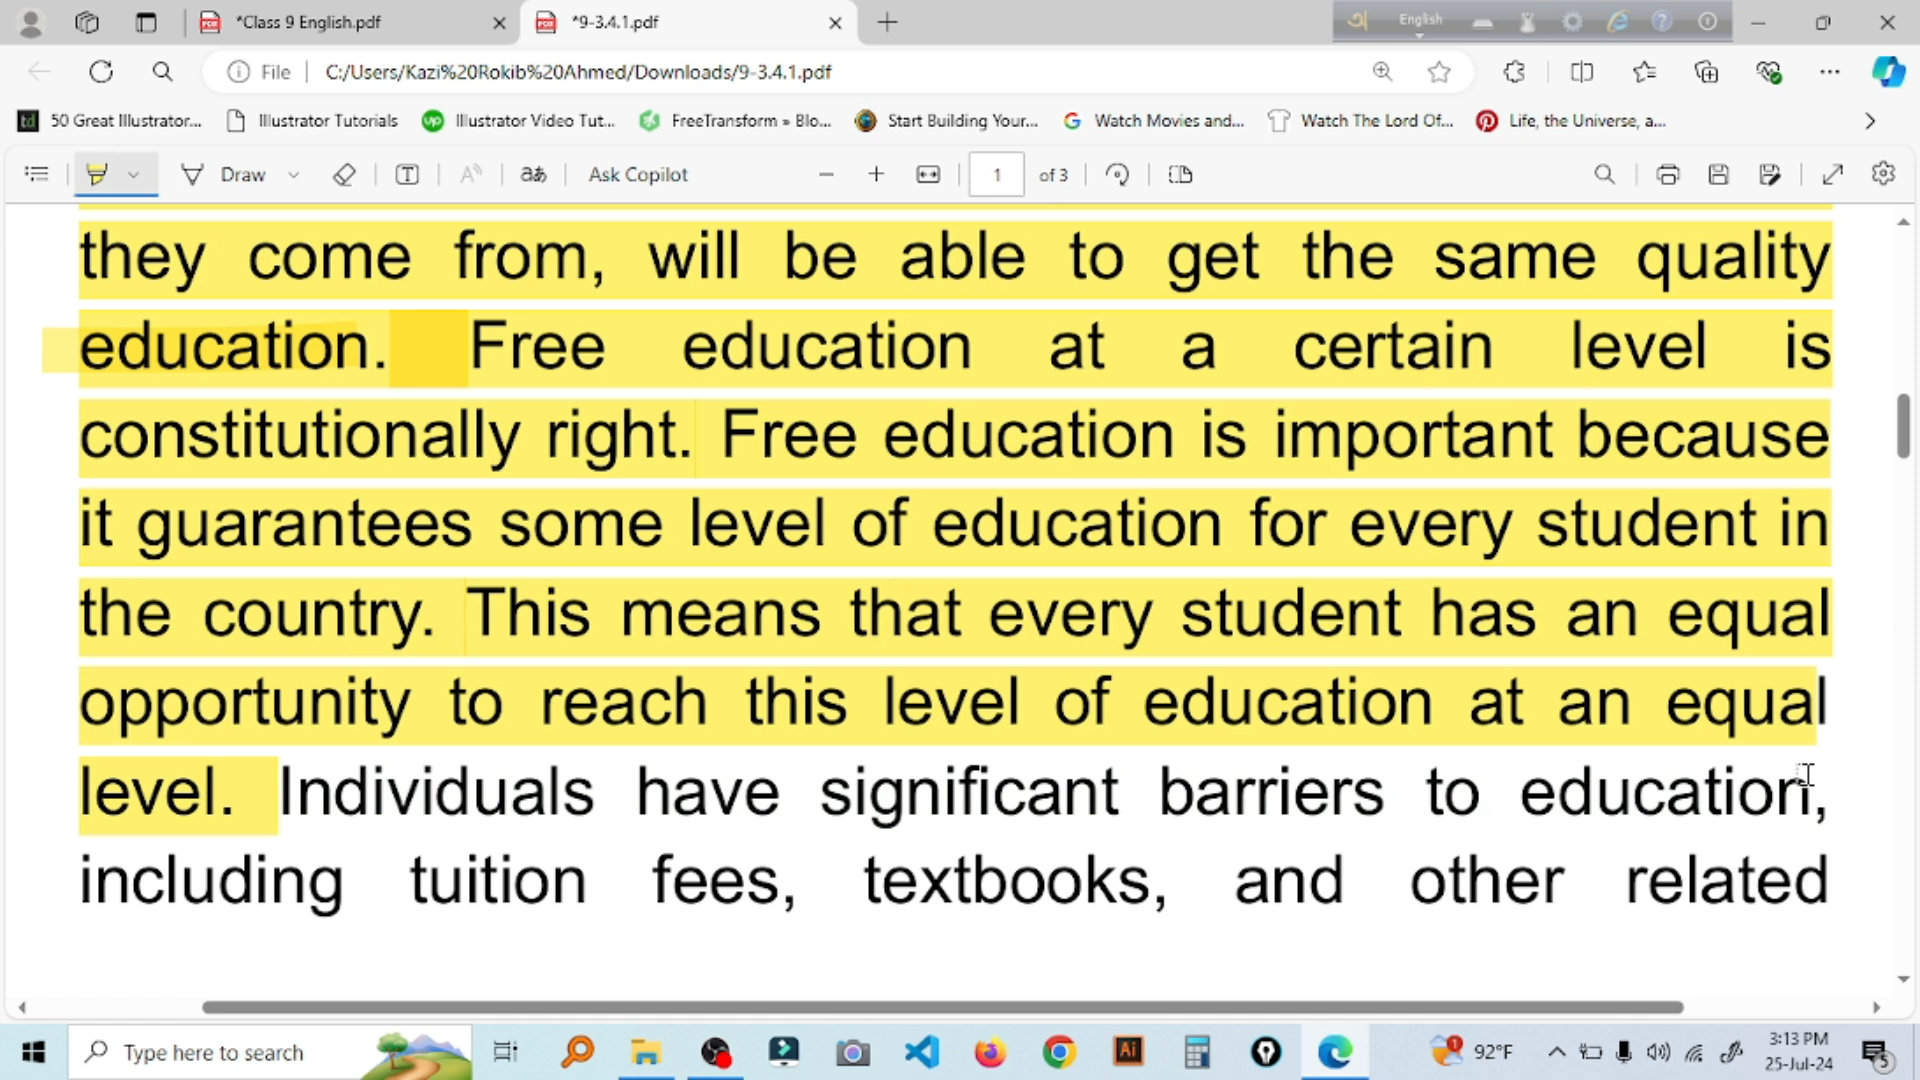 *Class 9 English.pdf
*9-3.4.1.pdf
English
File
C:/Users/Kazi%20Rokib%20Ahmed/Downloads/9-3.4.1.pdf
td 50 Great Illustrator...
Illustrator Tutorials
up Illustrator Video Tut...
FreeTransform » Blo...
Start Building Your...
Watch Movies and...
Watch The Lord Of...
Life, the Universe, a...
Draw
Ask Copilot
1 of 3
they come from, will be able to get the same quality
education. Free education at a certain level is
constitutionally right. Free education is important because
it guarantees some level of education for every student in
the country. This means that every student has an equal
opportunity to reach this level of education at an equal
level. Individuals have significant barriers to education,
including tuition fees, textbooks, and other related
Type here to search
Ai
92°F
3:13 PM
25-Jul-24
5